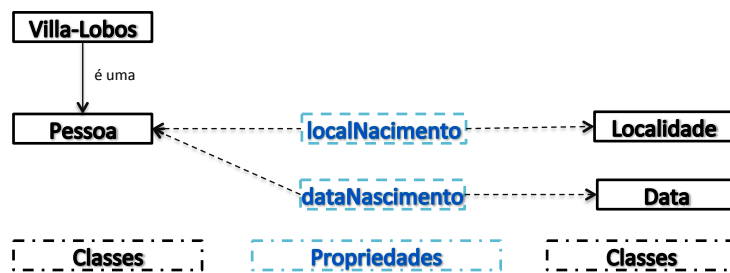 Villa-Lobos
é uma
Pessoa
localNacimento
Localidade
dataNascimento
Data
Classes
Propriedades
Classes